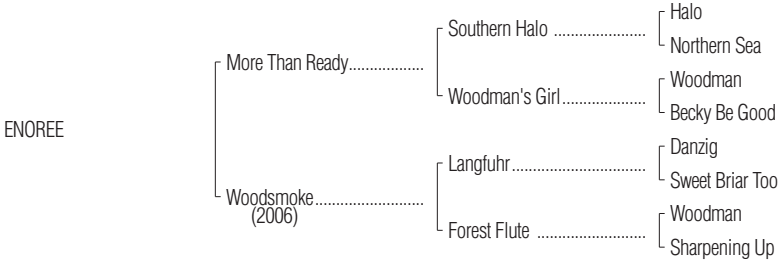 Halo
Southern Halo .......................
Northern Sea
More Than Ready..................
Woodman
Woodman's Girl.....................
Becky Be Good
ENOREE
Danzig
Langfuhr.................................
Sweet Briar Too
Woodsmoke..........................
(2006)
Woodman
Forest Flute ...........................
Sharpening Up